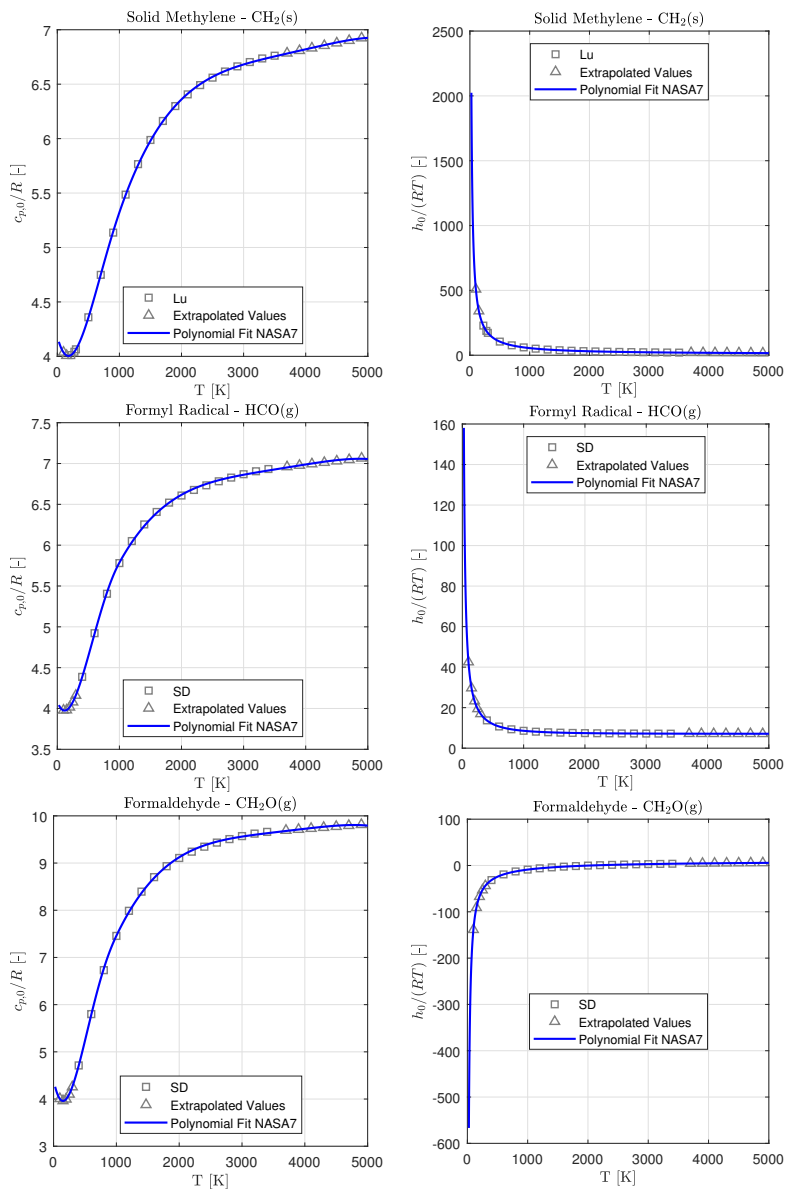 Solid Methylene - CH₂(s)
7
6.5
6
5.5
5
4.5
4
0 1000 2000 3000 4000 5000
T [K]
c_{p,0}/R [-]
Lu
Extrapolated Values
Polynomial Fit NASA7
Solid Methylene - CH₂(s)
2500
2000
1500
1000
500
0
0 1000 2000 3000 4000 5000
T [K]
h₀/(RT) [-]
Lu
Extrapolated Values
Polynomial Fit NASA7
Formyl Radical - HCO(g)
7.5
7
6.5
6
5.5
5
4.5
4
3.5
0 1000 2000 3000 4000 5000
T [K]
c_{p,0}/R [-]
SD
Extrapolated Values
Polynomial Fit NASA7
Formyl Radical - HCO(g)
160
140
120
100
80
60
40
20
0
0 1000 2000 3000 4000 5000
T [K]
h₀/(RT) [-]
SD
Extrapolated Values
Polynomial Fit NASA7
Formaldehyde - CH₂O(g)
10
9
8
7
6
5
4
3
0 1000 2000 3000 4000 5000
T [K]
c_{p,0}/R [-]
SD
Extrapolated Values
Polynomial Fit NASA7
Formaldehyde - CH₂O(g)
100
0
-100
-200
-300
-400
-500
-600
0 1000 2000 3000 4000 5000
T [K]
h₀/(RT) [-]
SD
Extrapolated Values
Polynomial Fit NASA7